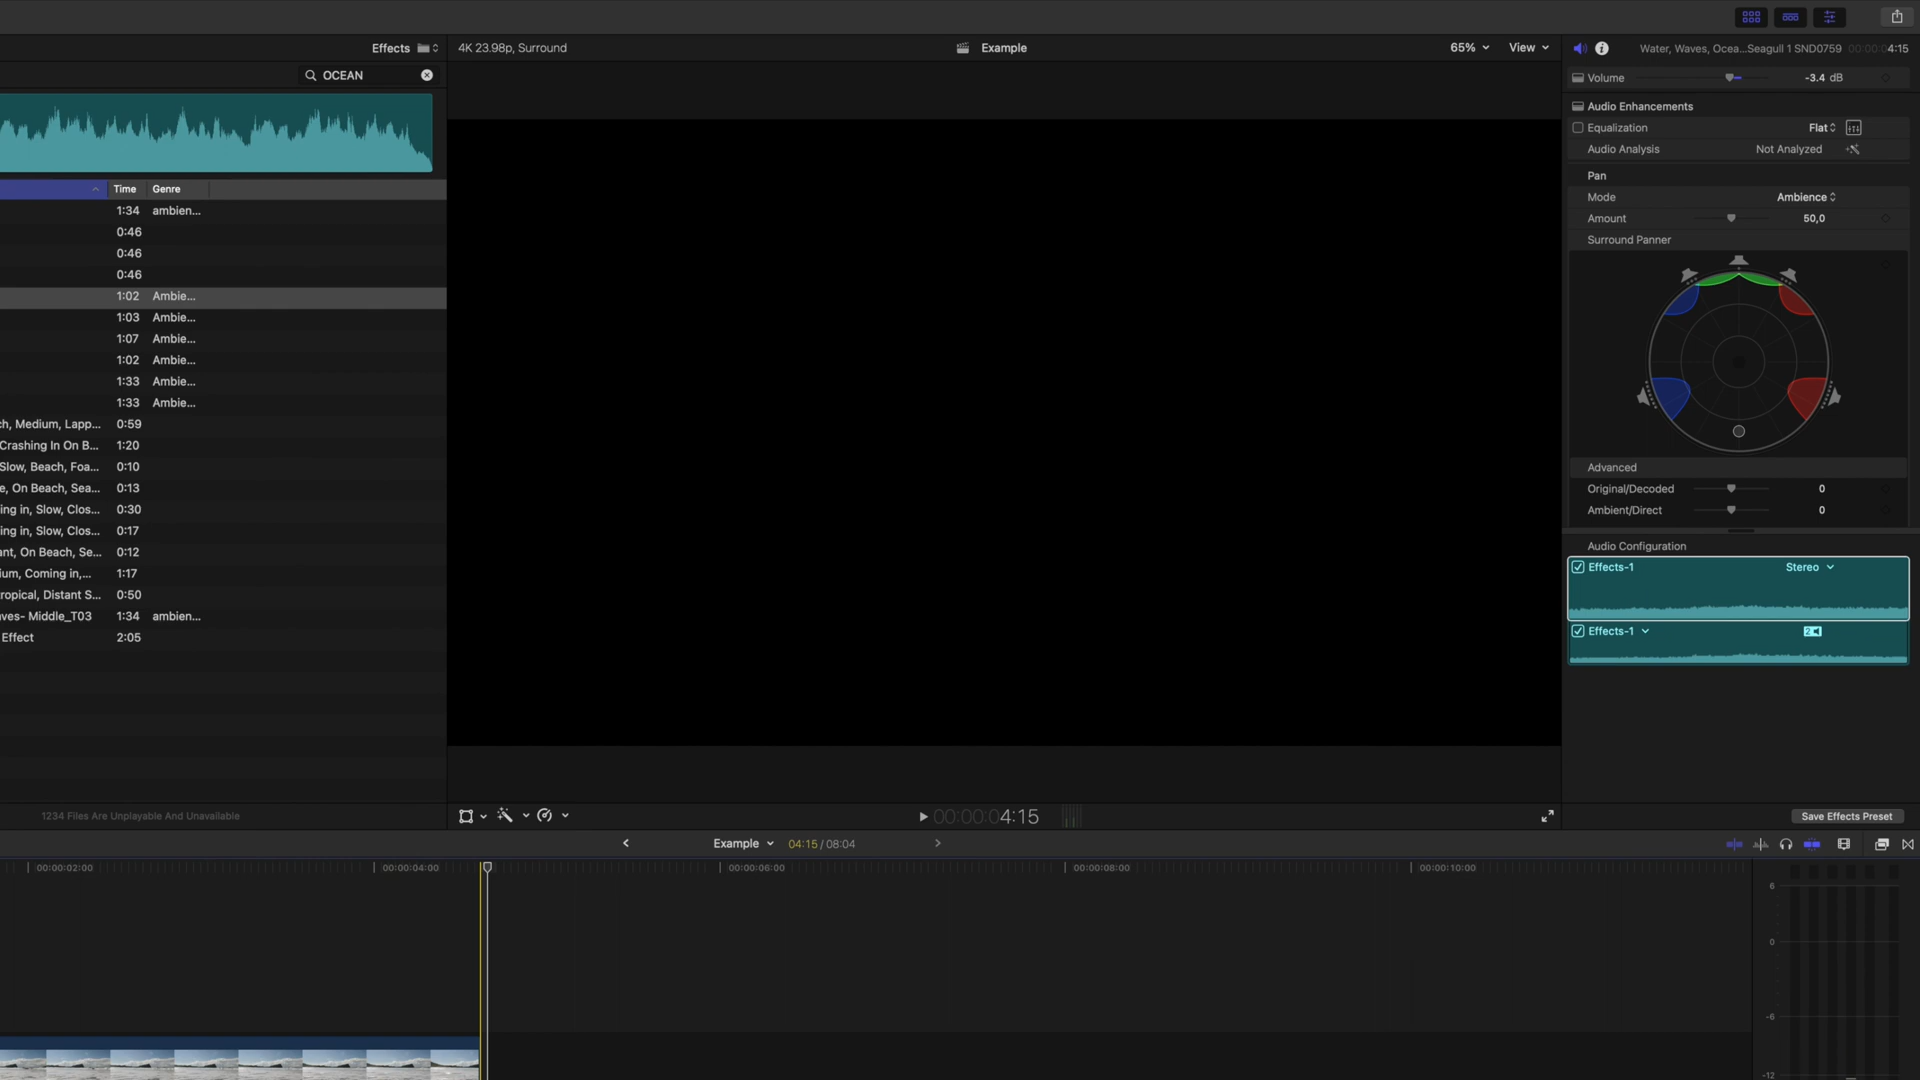 Effects
4K 23.98p, Surround
Example
65%
View
Water, Waves, Ocea...Seagull 1 SND0759
00:00:04:15
OCEAN
Volume
-3.4 dB
Audio Enhancements
Equalization
Flat
Audio Analysis
Not Analyzed
Pan
Mode
Ambience
Amount
50,0
Surround Panner
Time
Genre
1:34 ambien...
0:46
0:46
0:46
1:02 Ambie...
1:03 Ambie...
1:07 Ambie...
1:02 Ambie...
1:33 Ambie...
1:33 Ambie...
ch, Medium, Lapp... 0:59
Crashing In On B... 1:20
Slow, Beach, Foa... 0:10
e, On Beach, Sea... 0:13
ing in, Slow, Clos... 0:30
ing in, Slow, Clos... 0:17
ant, On Beach, Se... 0:12
ium, Coming in,... 1:17
ropical, Distant S... 0:50
ves- Middle_T03 1:34 ambien...
Effect 2:05
Advanced
Original/Decoded
0
Ambient/Direct
0
Audio Configuration
Effects-1
Stereo
Effects-1
2
1234 Files Are Unplayable And Unavailable
00:00:04:15
Save Effects Preset
Example
04:15 / 08:04
00:00:02:00
00:00:04:00
00:00:06:00
00:00:08:00
00:00:10:00
6
0
-6
-12